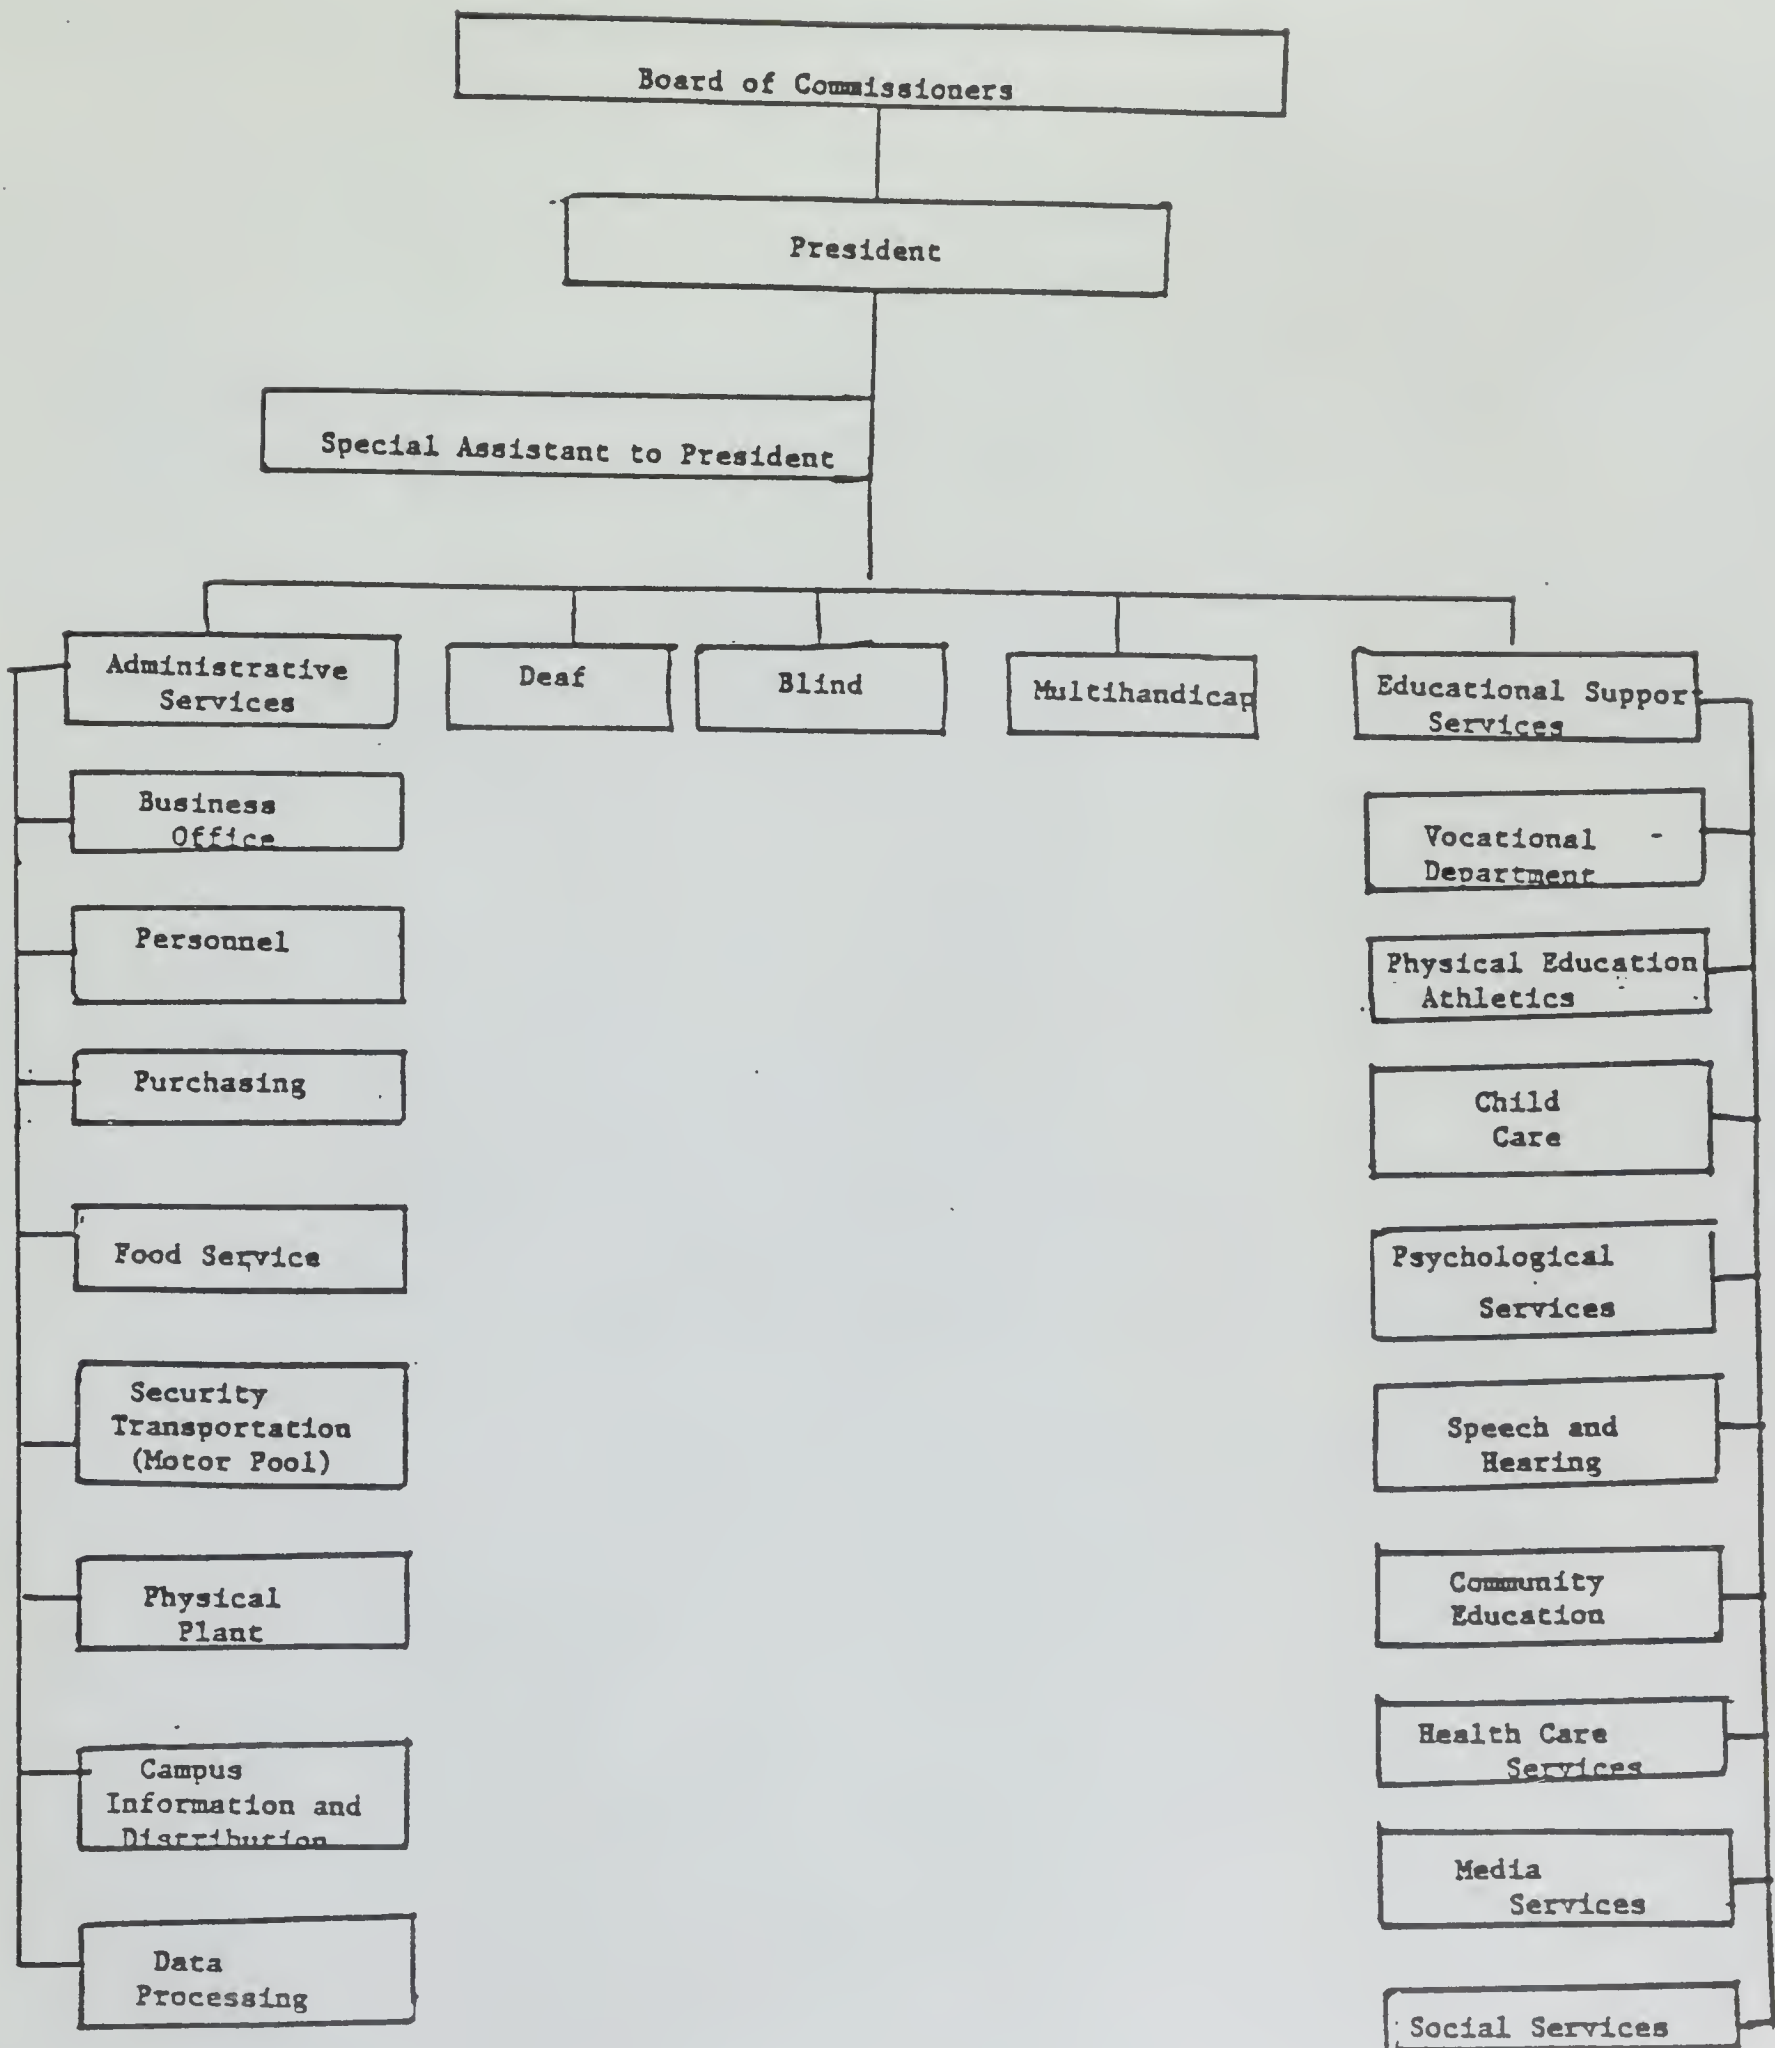 Board of Commissioners
President
Special Assistant to President
Administrative
Services
Deaf
Blind
Multihandicap
Educational Suppor
Services
Business
Office
Personnel
Purchasing
Food Service
Security
Transportation
(Motor Pool)
Physical
Plant
Campus
Information and
Distribution
Data
Processing
Vocational -
Department
Physical Education
Athletics
Child
Care
Psychological
Services
Speech and
Hearing
Community
Education
Health Care
Services
Media
Services
Social Services